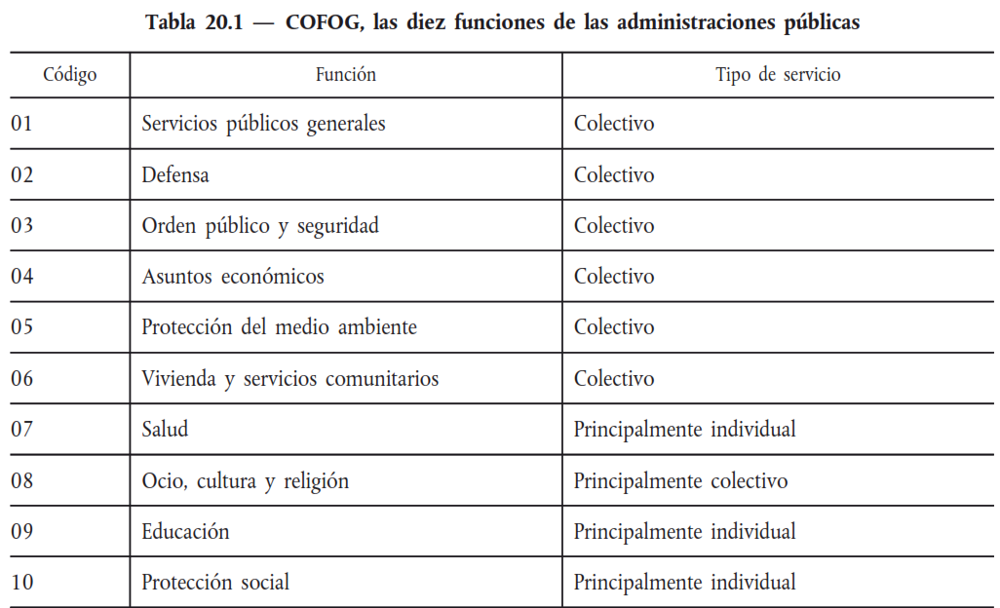 Tabla 20.1 — COFOG, las diez funciones de las administraciones públicas
Código Función Tipo de servicio
01 Servicios públicos generales Colectivo
02 Defensa Colectivo
03 Orden público y seguridad Colectivo
04 Asuntos económicos Colectivo
05 Protección del medio ambiente Colectivo
06 Vivienda y servicios comunitarios Colectivo
07 Salud Principalmente individual
08 Ocio, cultura y religión Principalmente colectivo
09 Educación Principalmente individual
10 Protección social Principalmente individual